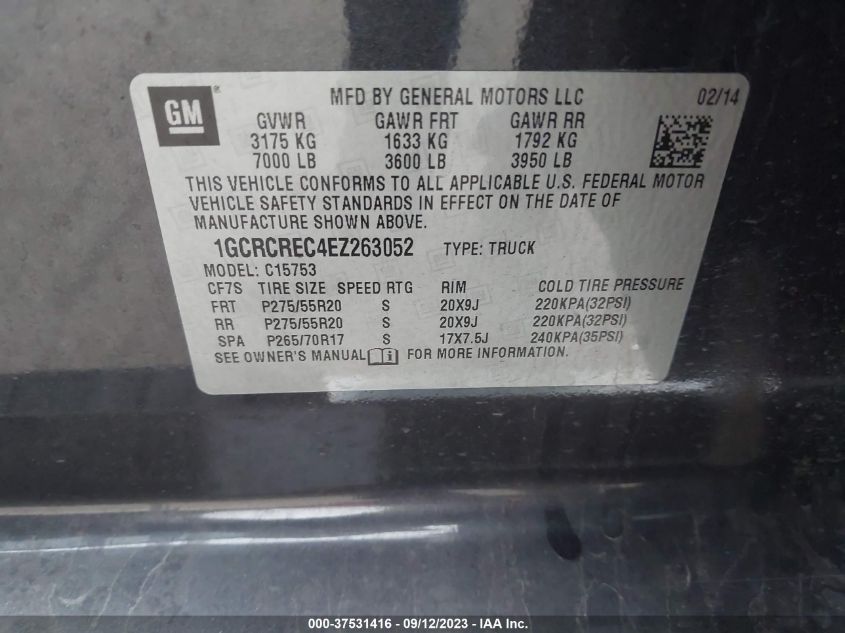 GM ®
MFD BY GENERAL MOTORS LLC 02/14
GVWR GAWR FRT GAWR RR
3175 KG 1633 KG 1792 KG
7000 LB 3600 LB 3950 LB
THIS VEHICLE CONFORMS TO ALL APPLICABLE U.S. FEDERAL MOTOR
VEHICLE SAFETY STANDARDS IN EFFECT ON THE DATE OF
MANUFACTURE SHOWN ABOVE.
1GCRCREC4EZ263052 TYPE: TRUCK
MODEL: C15753
CF7S TIRE SIZE SPEED RTG RIM COLD TIRE PRESSURE
FRT P275/55R20 S 20X9J 220KPA(32PSI)
RR P275/55R20 S 20X9J 220KPA(32PSI)
SPA P265/70R17 S 17X7.5J 240KPA(35PSI)
SEE OWNER'S MANUAL i FOR MORE INFORMATION.
000-37531416 - 09/12/2023 - IAA Inc.